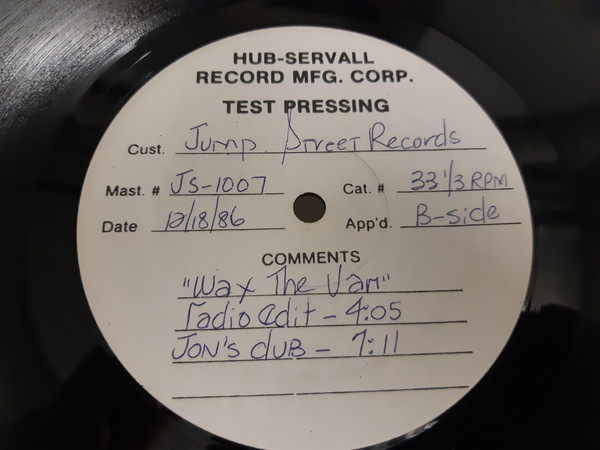 HUB-SERVALL
RECORD MFG. CORP.
TEST PRESSING
Cust. Jump Street Records
Mast. # JS-1007 Cat. # 33 1/3 RPM
Date 12/18/86 App'd. B-side
COMMENTS
"Wax The Van"
radio edit - 4:05
JON'S dUB - 7:11